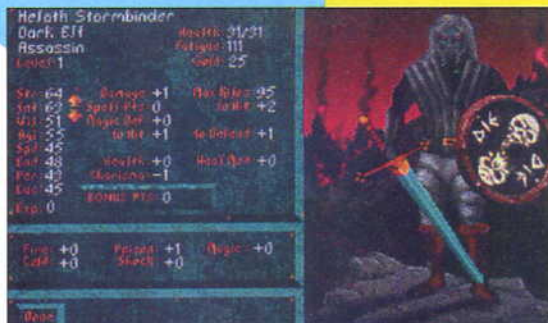 Helath Stormbinder
Dark Elf Health: 31/31
Assassin Fatigue: 111
Level: 1 Gold: 25
Str: 64 Damage: +1 Max Kilos: 95
Int: 62 Spell Pts: 0 to Hit: +2
Wil: 51 Magic Def: +0
Agi: 55 to Hit: +1 to Defend: +1
Spd: 45
End: 48 Health: +0 Heal Mod: +0
Per: 43 Charisma: -1
Luc: 45
BONUS PTS: 0
Exp: 0
Fire: +0 Poison: +1 Magic: +0
Cold: +0 Shock: +0
Done